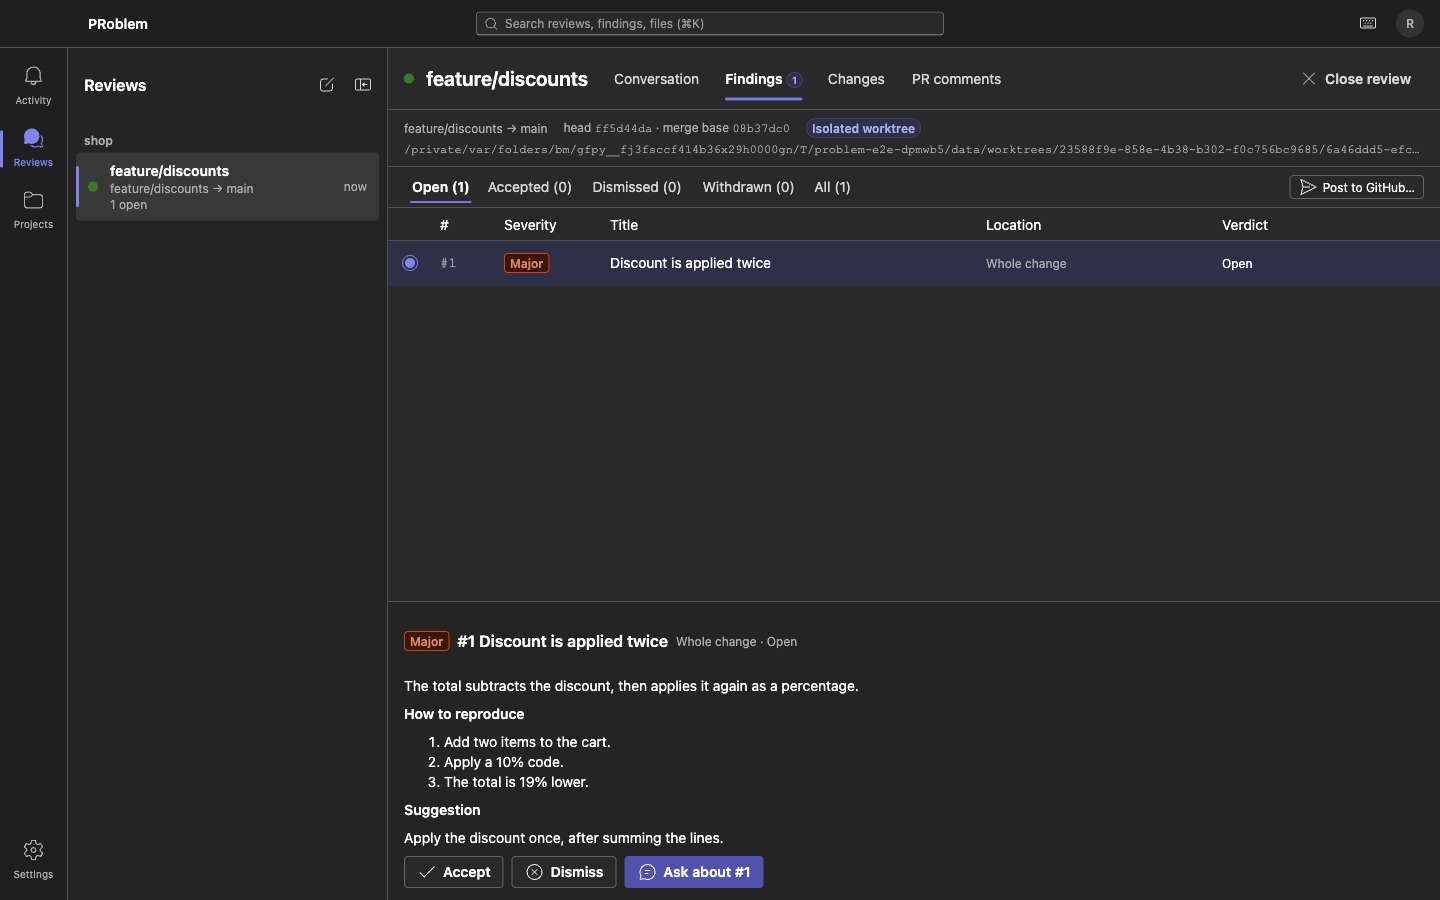 PRoblem
Search reviews, findings, files (⌘K)
R
Activity
Reviews
Projects
Settings
Reviews
shop
feature/discounts
feature/discounts → main
now
1 open
feature/discounts
Conversation
Findings 1
Changes
PR comments
Close review
feature/discounts → main head ff5d44da · merge base 08b37dc0 Isolated worktree
/private/var/folders/bm/gfpy__fj3fsccf414b36x29h0000gn/T/problem-e2e-dpmwb5/data/worktrees/23588f9e-858e-4b38-b302-f0c756bc9685/6a46ddd5-efc…
Open (1) Accepted (0) Dismissed (0) Withdrawn (0) All (1)
Post to GitHub...
# Severity Title Location Verdict
#1 Major Discount is applied twice Whole change Open
Major #1 Discount is applied twice Whole change · Open
The total subtracts the discount, then applies it again as a percentage.
How to reproduce
1. Add two items to the cart.
2. Apply a 10% code.
3. The total is 19% lower.
Suggestion
Apply the discount once, after summing the lines.
Accept
Dismiss
Ask about #1